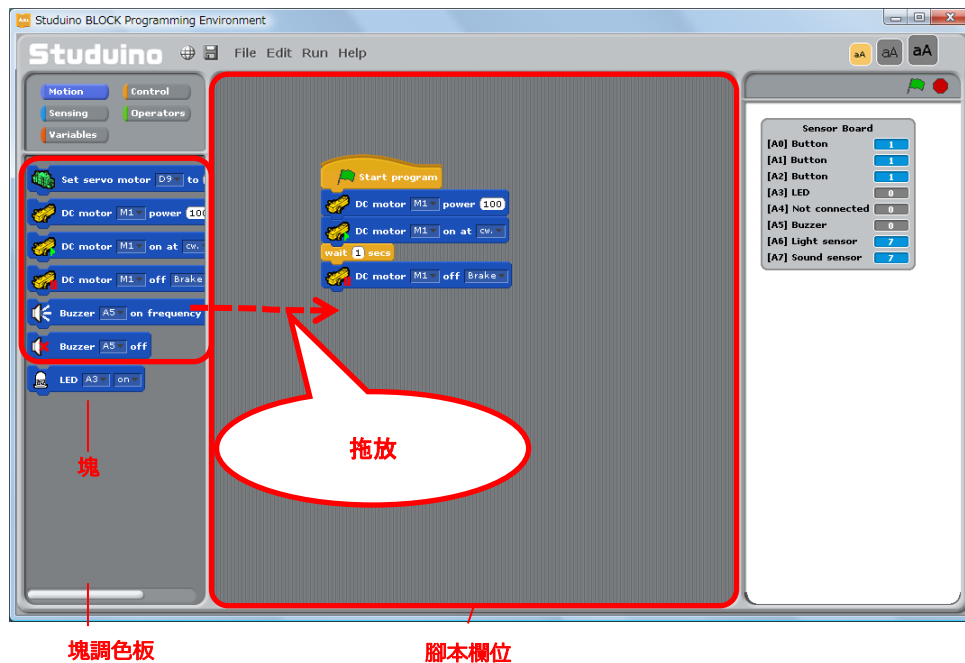 Studuino BLOCK Programming Environment
Studuino File Edit Run Help
aA aA aA
Motion Control
Sensing Operators
Variables
Set servo motor D9 to
DC motor M1 power 100
DC motor M1 on at cw.
DC motor M1 off Brake
Buzzer A5 on frequency
Buzzer A5 off
LED A3 on
塊
塊調色板
Start program
DC motor M1 power 100
DC motor M1 on at cw.
wait 1 secs
DC motor M1 off Brake
拖放
腳本欄位
Sensor Board
[A0] Button 1
[A1] Button 1
[A2] Button 1
[A3] LED 0
[A4] Not connected 0
[A5] Buzzer 0
[A6] Light sensor 7
[A7] Sound sensor 7